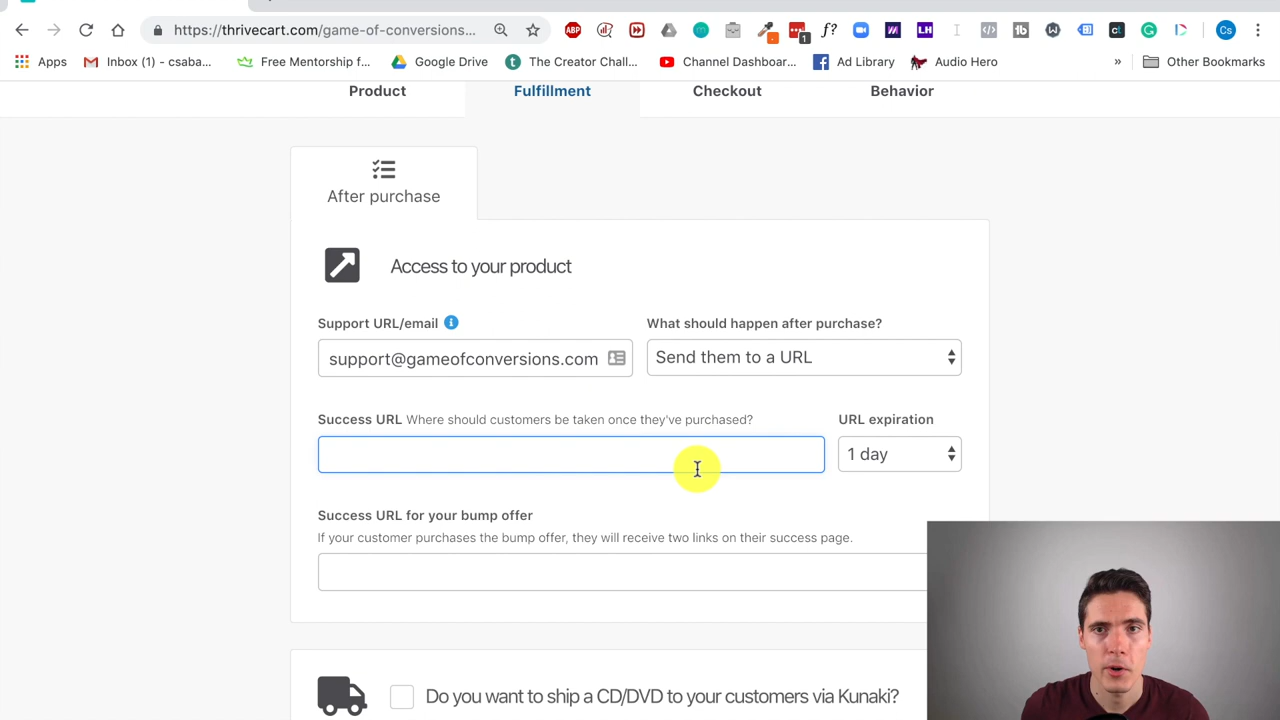 https://thrivecart.com/game-of-conversions...
ABP
1
f?
LH
1b
Cs
Apps
Inbox (1) - csaba...
Free Mentorship f...
Google Drive
The Creator Chall...
Channel Dashboar...
Ad Library
Audio Hero
»
Other Bookmarks
Product
Fulfillment
Checkout
Behavior
After purchase
Access to your product
Support URL/email
What should happen after purchase?
support@gameofconversions.com
Send them to a URL
Success URL Where should customers be taken once they've purchased?
URL expiration
1 day
Success URL for your bump offer
If your customer purchases the bump offer, they will receive two links on their success page.
Do you want to ship a CD/DVD to your customers via Kunaki?